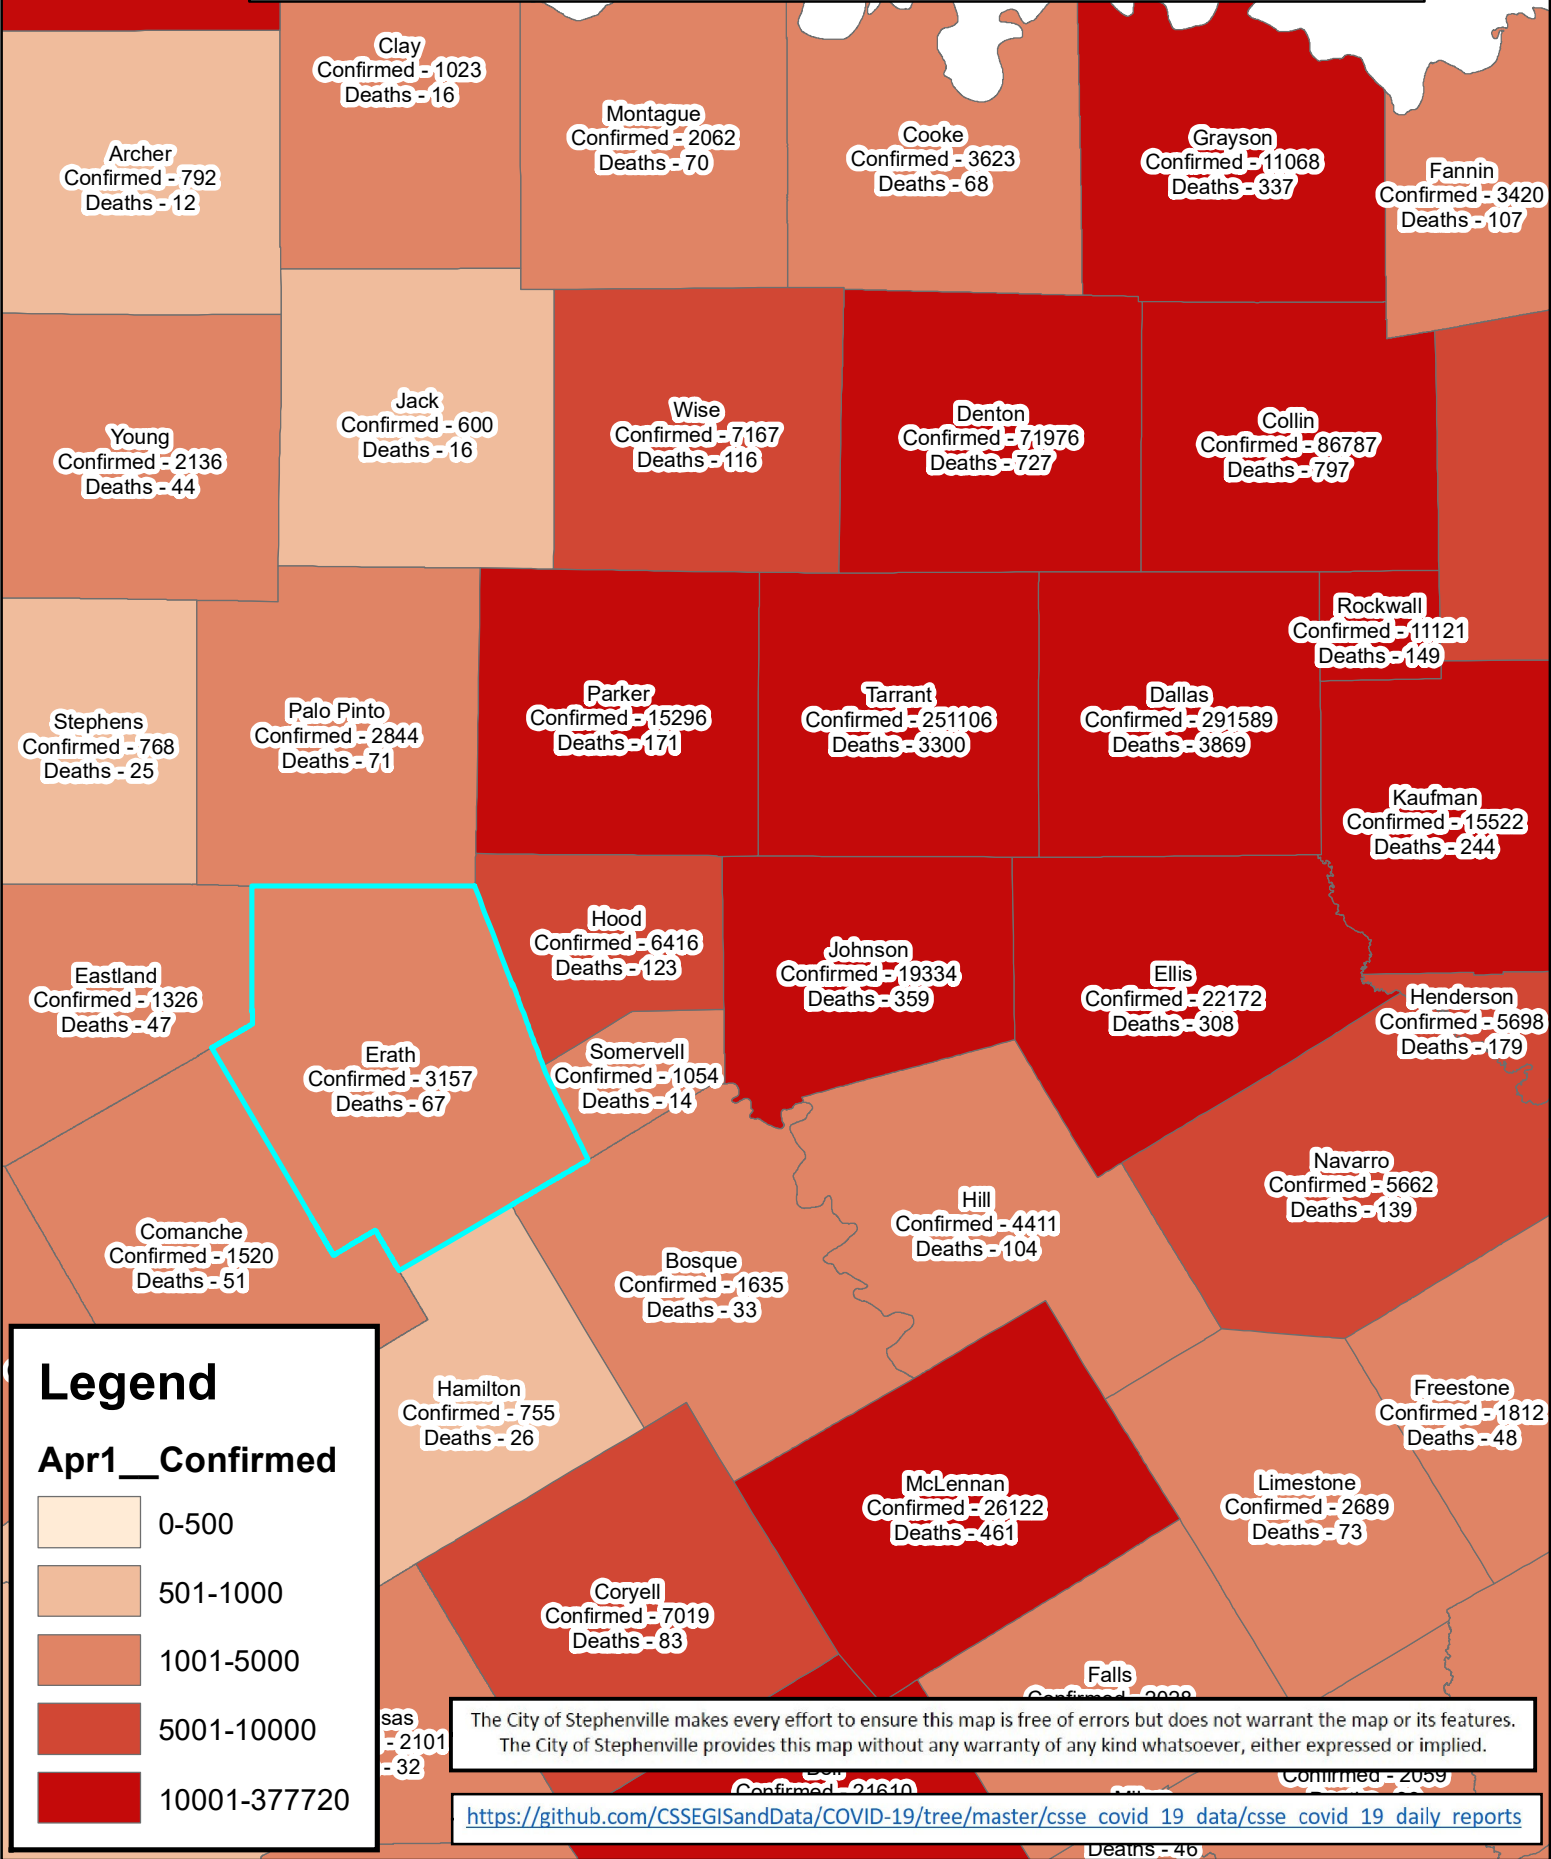 Clay
Confirmed - 1023
Deaths - 16
Montague
Confirmed - 2062
Deaths - 70
Cooke
Confirmed - 3623
Deaths - 68
Grayson
Confirmed - 11068
Deaths - 337
Archer
Confirmed - 792
Deaths - 12
Fannin
Confirmed - 3420
Deaths - 107
Jack
Confirmed - 600
Deaths - 16
Wise
Confirmed - 7167
Deaths - 116
Denton
Confirmed - 71976
Deaths - 727
Collin
Confirmed - 86787
Deaths - 797
Young
Confirmed - 2136
Deaths - 44
Rockwall
Confirmed - 11121
Deaths - 149
Stephens
Confirmed - 768
Deaths - 25
Palo Pinto
Confirmed - 2844
Deaths - 71
Parker
Confirmed - 15296
Deaths - 171
Tarrant
Confirmed - 251106
Deaths - 3300
Dallas
Confirmed - 291589
Deaths - 3869
Kaufman
Confirmed - 15522
Deaths - 244
Hood
Confirmed - 6416
Deaths - 123
Johnson
Confirmed - 19334
Deaths - 359
Ellis
Confirmed - 22172
Deaths - 308
Eastland
Confirmed - 1326
Deaths - 47
Henderson
Confirmed - 5698
Deaths - 179
Erath
Confirmed - 3157
Deaths - 67
Somervell
Confirmed - 1054
Deaths - 14
Navarro
Confirmed - 5662
Deaths - 139
Hill
Confirmed - 4411
Deaths - 104
Comanche
Confirmed - 1520
Deaths - 51
Bosque
Confirmed - 1635
Deaths - 33
Hamilton
Confirmed - 755
Deaths - 26
Freestone
Confirmed - 1812
Deaths - 48
McLennan
Confirmed - 26122
Deaths - 461
Limestone
Confirmed - 2689
Deaths - 73
Coryell
Confirmed - 7019
Deaths - 83
Falls
sas
- 2101
- 32
Confirmed - 21610
Confirmed - 2059
Deaths - 46
Legend
Apr1__Confirmed
0-500
501-1000
1001-5000
5001-10000
10001-377720
The City of Stephenville makes every effort to ensure this map is free of errors but does not warrant the map or its features.
The City of Stephenville provides this map without any warranty of any kind whatsoever, either expressed or implied.
https://github.com/CSSEGISandData/COVID-19/tree/master/csse_covid_19_data/csse_covid_19_daily_reports